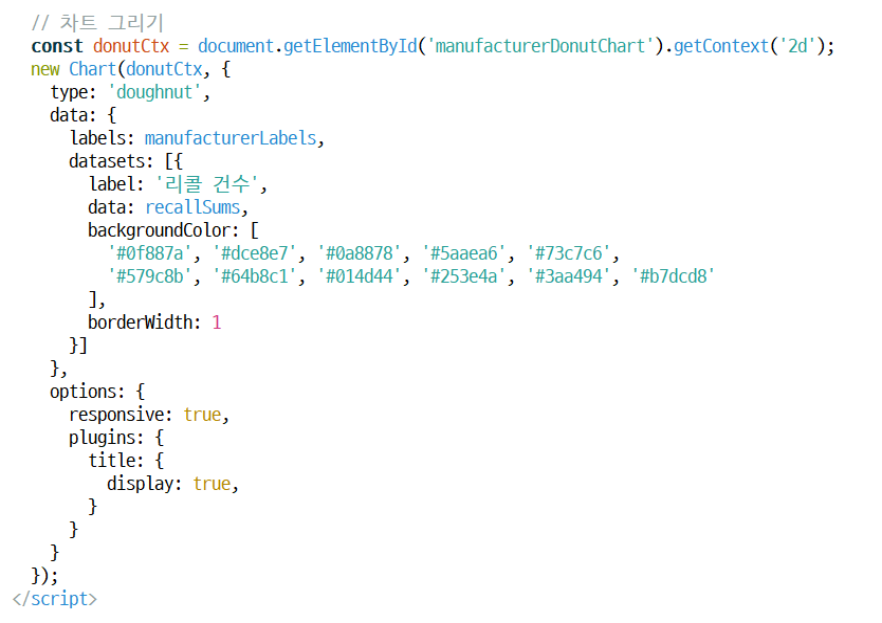 // 차트 그리기
const donutCtx = document.getElementById('manufacturerDonutChart').getContext('2d');
new Chart(donutCtx, {
type: 'doughnut',
data: {
labels: manufacturerLabels,
datasets: [{
label: '리콜 건수',
data: recallSums,
backgroundColor: [
'#0f887a', '#dce8e7', '#0a8878', '#5aaea6', '#73c7c6',
'#579c8b', '#64b8c1', '#014d44', '#253e4a', '#3aa494', '#b7dcd8'
],
borderWidth: 1
}]
},
options: {
responsive: true,
plugins: {
title: {
display: true,
}
}
}
});
</script>